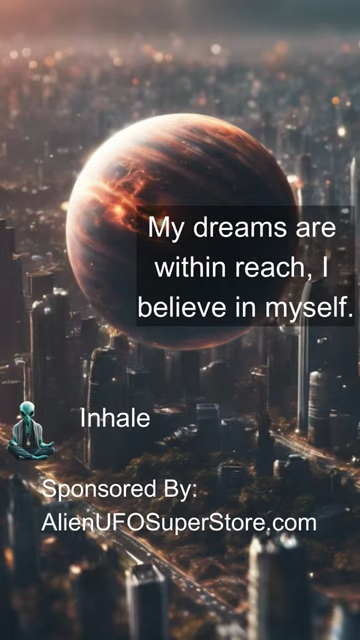 My dreams are
within reach, I
believe in myself.
Inhale
Sponsored By:
AlienUFOSuperStore.com